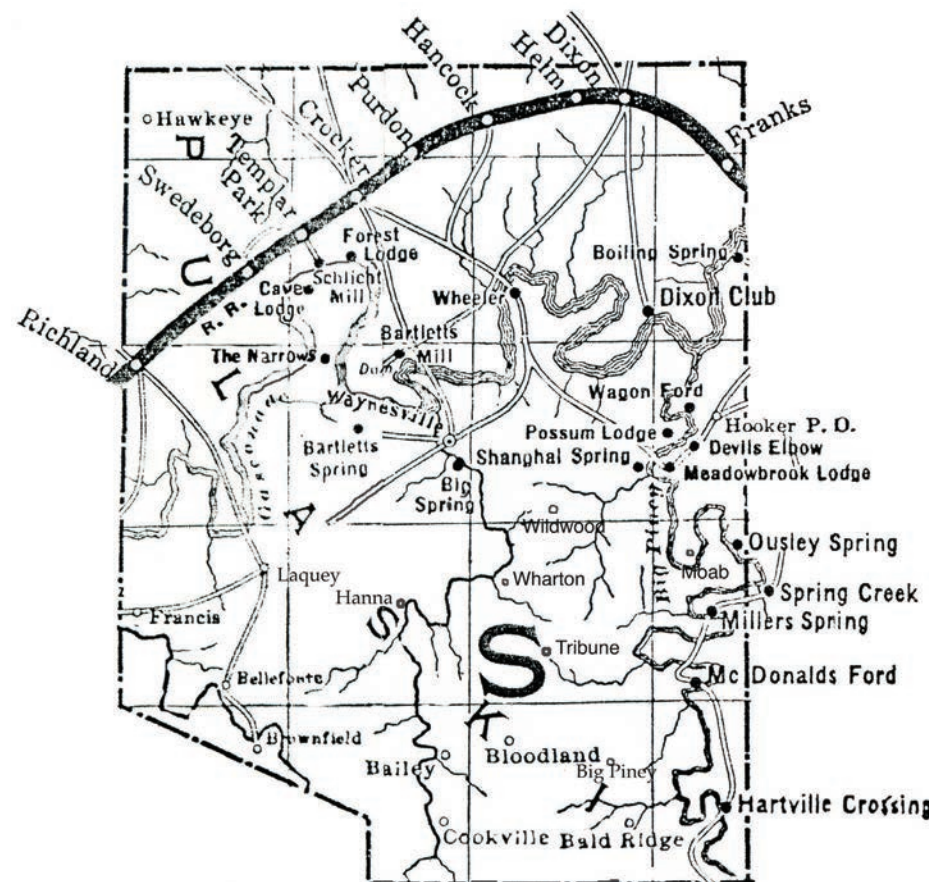 Hancock
Helm
Dixon
Purdon
Crocker
Templar
Park
Swedeborg
Richland
Franks
Hawkeye
P
U
L
A
S
K
I
R. R.
Forest
Lodge
Schlicht
Mill
Cave
Lodge
Boiling Spring
Wheeler
Dixon Club
The Narrows
Bartletts
Mill
Dam
Waynesville
Wagon Ford
Hooker P. O.
Possum Lodge
Devils Elbow
Bartletts
Spring
Shanghai Spring
Meadowbrook Lodge
Big
Spring
Gasconade
Big Piney
Wildwood
Ousley Spring
Moab
Laquey
Wharton
Spring Creek
Hanna
Francis
Millers Spring
S
Tribune
Mc Donalds Ford
Bellefonte
Brownfield
Bloodland
Bailey
Big Piney
Hartville Crossing
Cookville
Bald Ridge